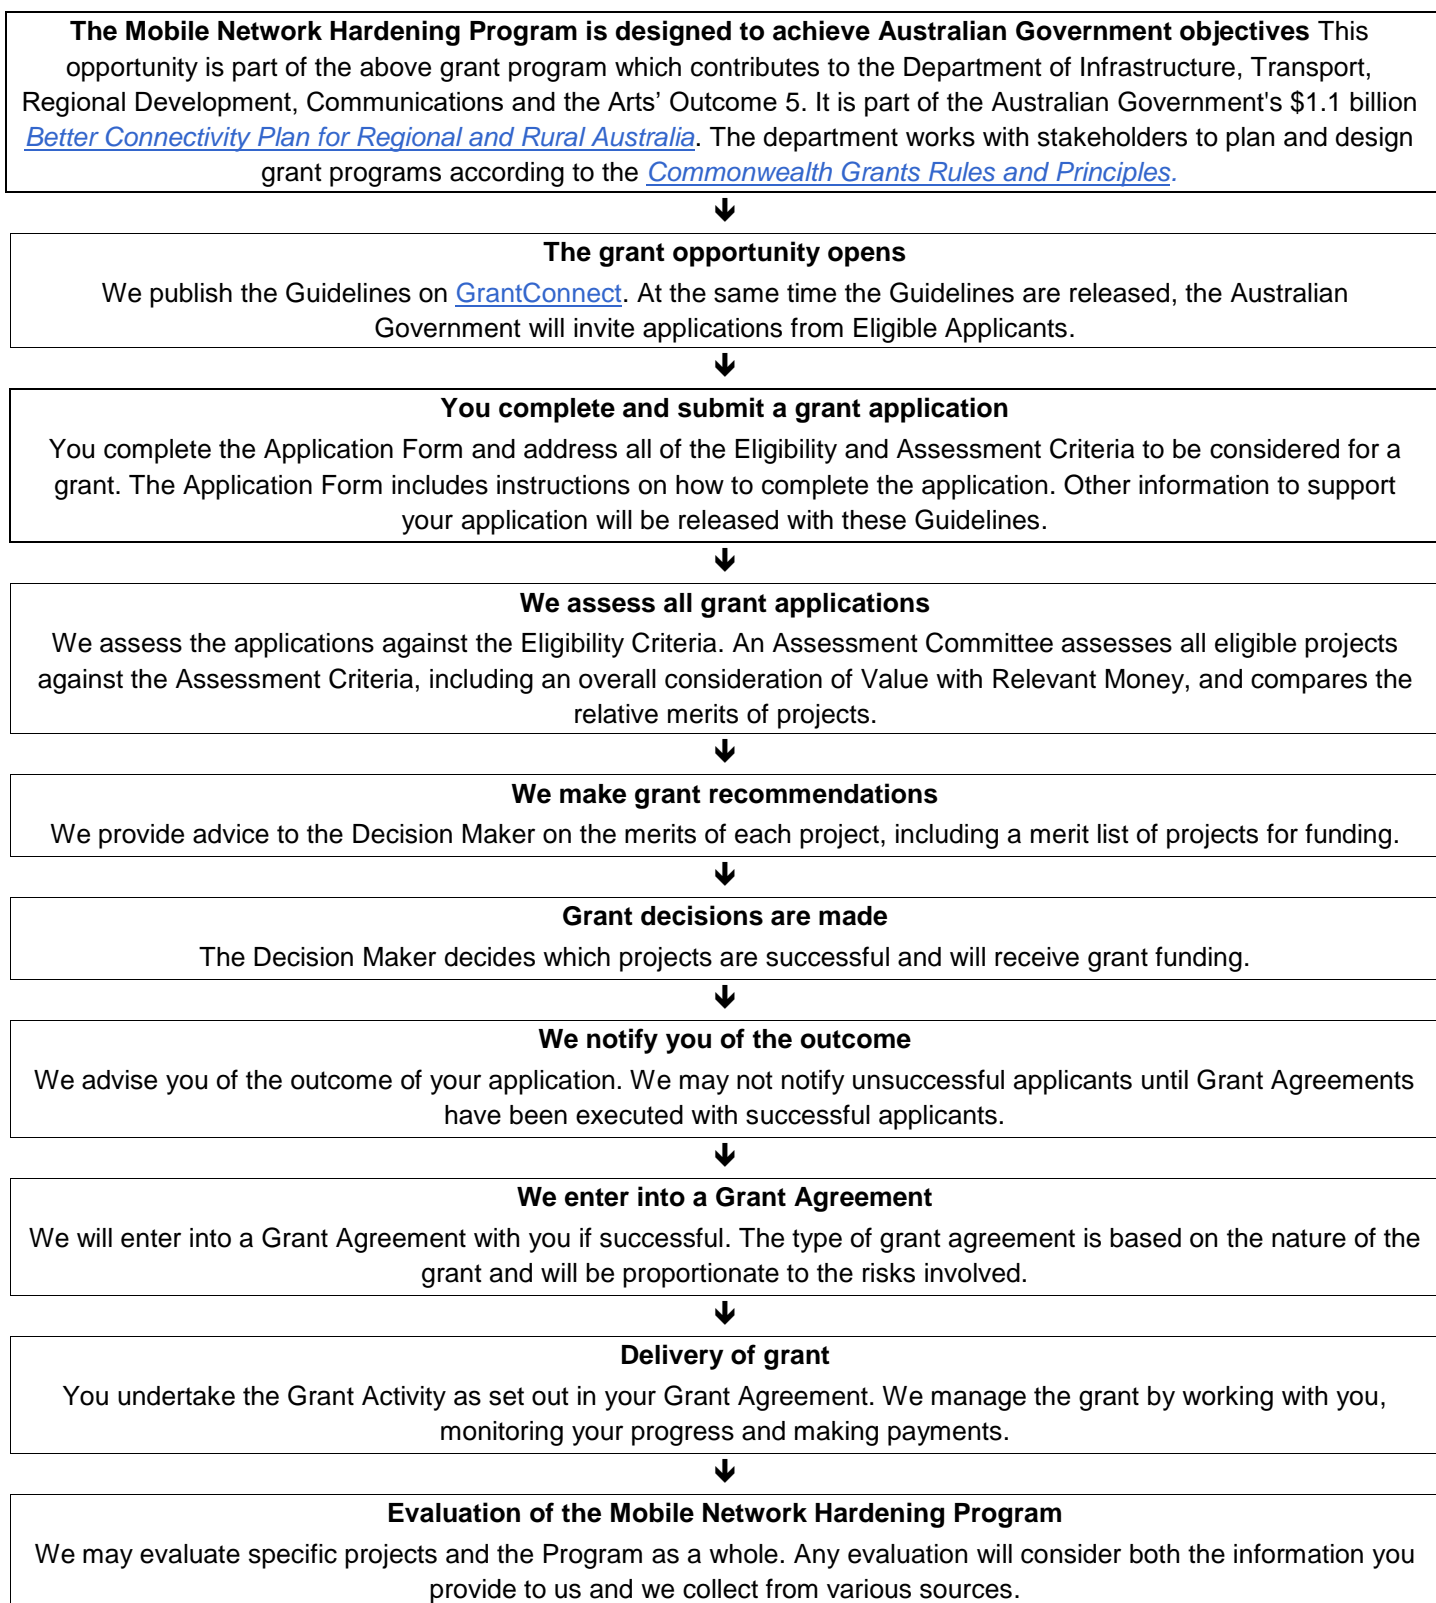 The Mobile Network Hardening Program is designed to achieve Australian Government objectives This
opportunity is part of the above grant program which contributes to the Department of Infrastructure, Transport,
Regional Development, Communications and the Arts’ Outcome 5. It is part of the Australian Government's $1.1 billion
Better Connectivity Plan for Regional and Rural Australia. The department works with stakeholders to plan and design
grant programs according to the Commonwealth Grants Rules and Principles.
The grant opportunity opens
We publish the Guidelines on GrantConnect. At the same time the Guidelines are released, the Australian
Government will invite applications from Eligible Applicants.
You complete and submit a grant application
You complete the Application Form and address all of the Eligibility and Assessment Criteria to be considered for a
grant. The Application Form includes instructions on how to complete the application. Other information to support
your application will be released with these Guidelines.
We assess all grant applications
We assess the applications against the Eligibility Criteria. An Assessment Committee assesses all eligible projects
against the Assessment Criteria, including an overall consideration of Value with Relevant Money, and compares the
relative merits of projects.
We make grant recommendations
We provide advice to the Decision Maker on the merits of each project, including a merit list of projects for funding.
Grant decisions are made
The Decision Maker decides which projects are successful and will receive grant funding.
We notify you of the outcome
We advise you of the outcome of your application. We may not notify unsuccessful applicants until Grant Agreements
have been executed with successful applicants.
We enter into a Grant Agreement
We will enter into a Grant Agreement with you if successful. The type of grant agreement is based on the nature of the
grant and will be proportionate to the risks involved.
Delivery of grant
You undertake the Grant Activity as set out in your Grant Agreement. We manage the grant by working with you,
monitoring your progress and making payments.
Evaluation of the Mobile Network Hardening Program
We may evaluate specific projects and the Program as a whole. Any evaluation will consider both the information you
provide to us and we collect from various sources.